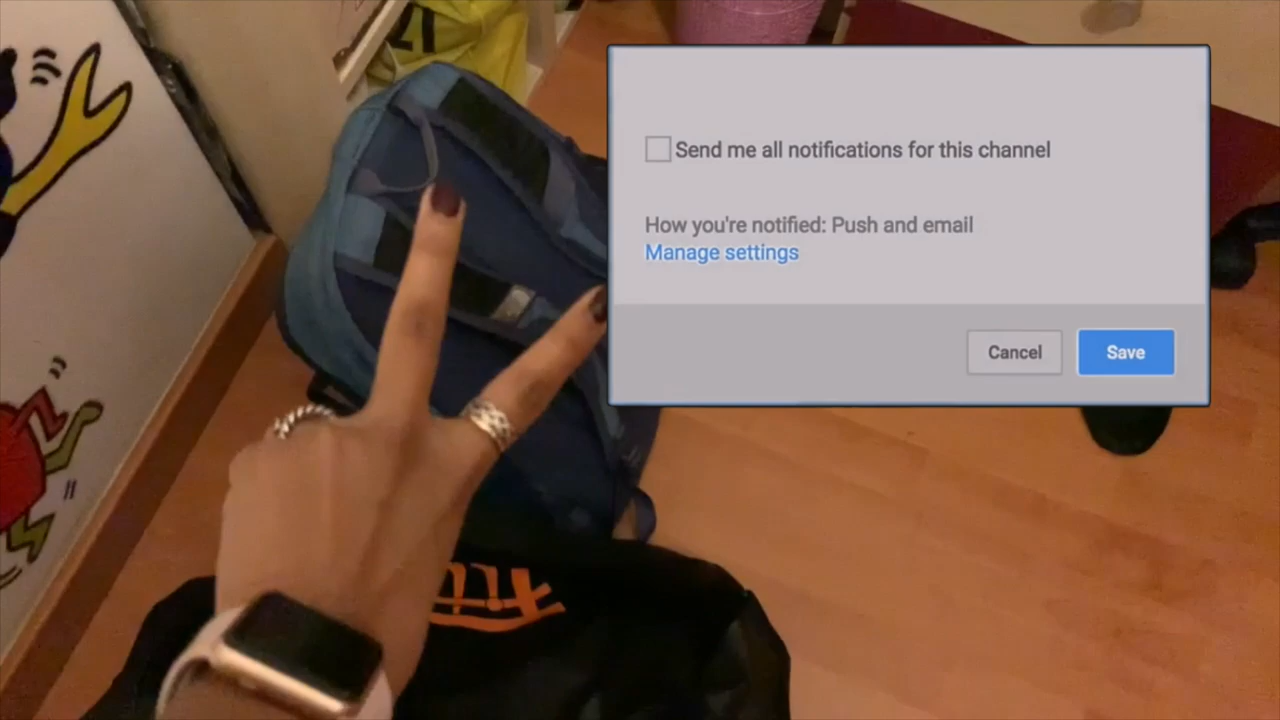 Send me all notifications for this channel
How you're notified: Push and email
Manage settings
Cancel
Save